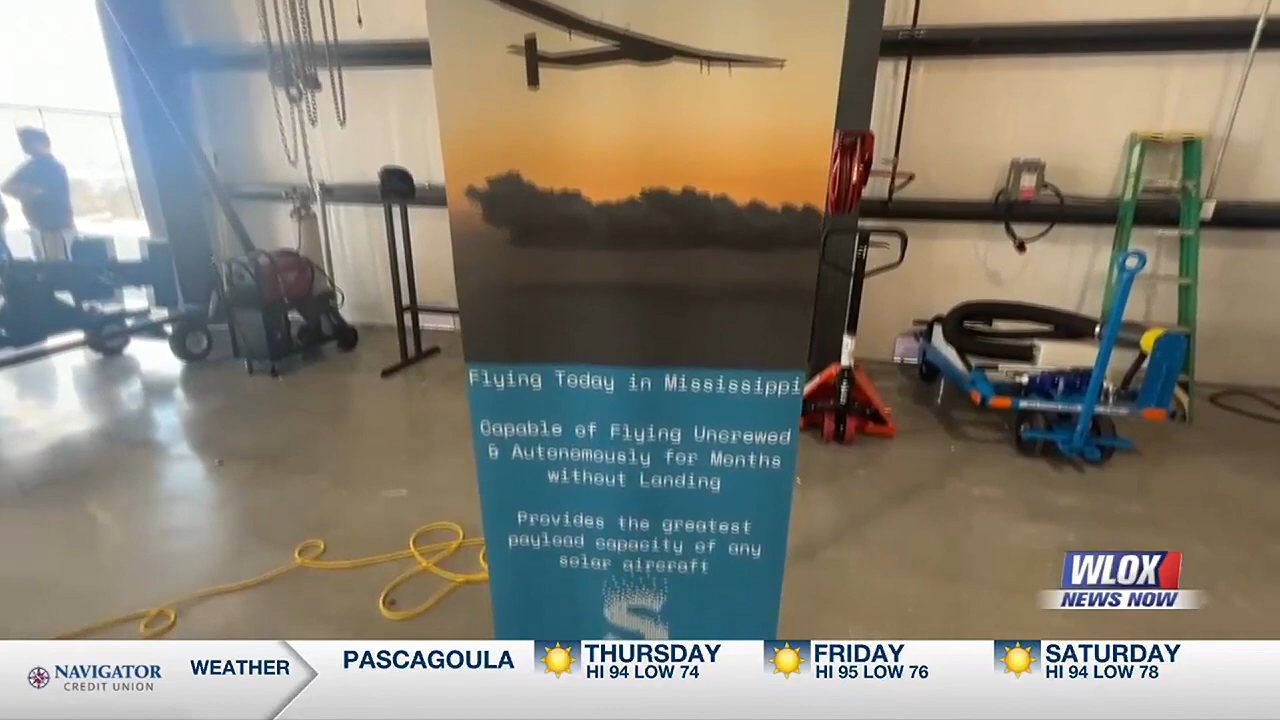 Flying Today in Mississippi
Capable of Flying Uncrewed
& Autonomously for Months
without Landing
Provides the greatest
payload capacity of any
solar aircraft
S
WLOX
NEWS NOW
NAVIGATOR
CREDIT UNION
WEATHER
PASCAGOULA
THURSDAY
HI 94 LOW 74
FRIDAY
HI 95 LOW 76
SATURDAY
HI 94 LOW 78